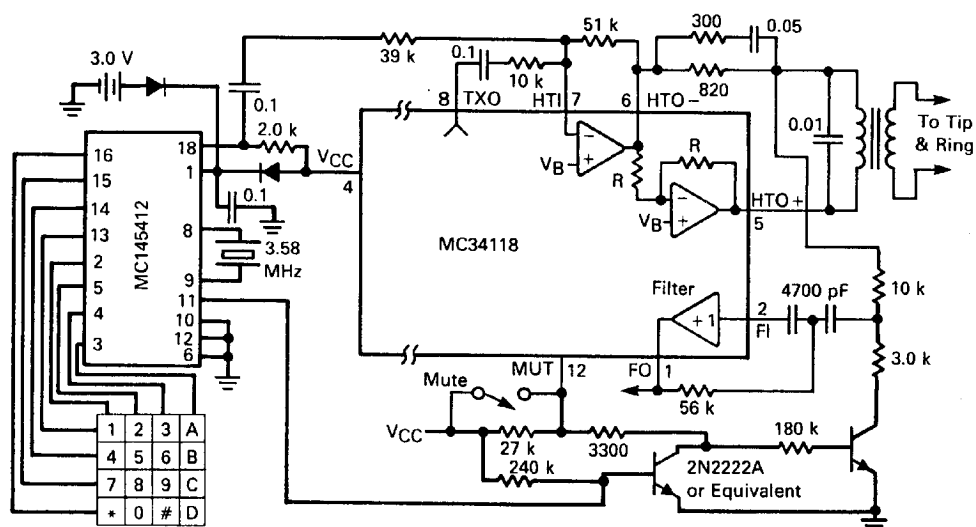 300
0.05
51 k
39 k
0.1
10 k
820
3.0 V
8
TXO
HTI
7
6
HTO−
0.1
2.0 k
0.01
To Tip
& Ring
16
15
14
13
2
5
4
3
18
1
8
9
11
10
12
6
MC145412
VCC
4
0.1
3.58
MHz
VB
R
R
VB
HTO+
5
MC34118
Filter
+1
2
FI
4700 pF
10 k
3.0 k
MUT
12
FO
1
56 k
Mute
VCC
27 k
3300
240 k
180 k
2N2222A
or Equivalent
1 2 3 A
4 5 6 B
7 8 9 C
* 0 # D